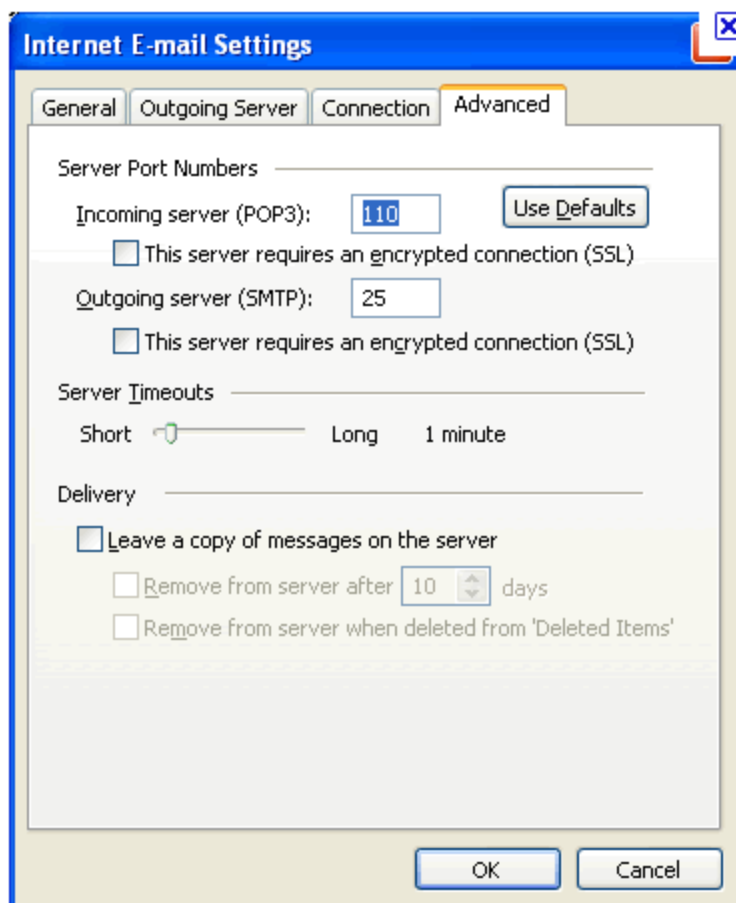 Internet E-mail Settings
General Outgoing Server Connection Advanced
Server Port Numbers
Incoming server (POP3): 110 Use Defaults
This server requires an encrypted connection (SSL)
Outgoing server (SMTP): 25
This server requires an encrypted connection (SSL)
Server Timeouts
Short Long 1 minute
Delivery
Leave a copy of messages on the server
Remove from server after 10 days
Remove from server when deleted from 'Deleted Items'
OK Cancel